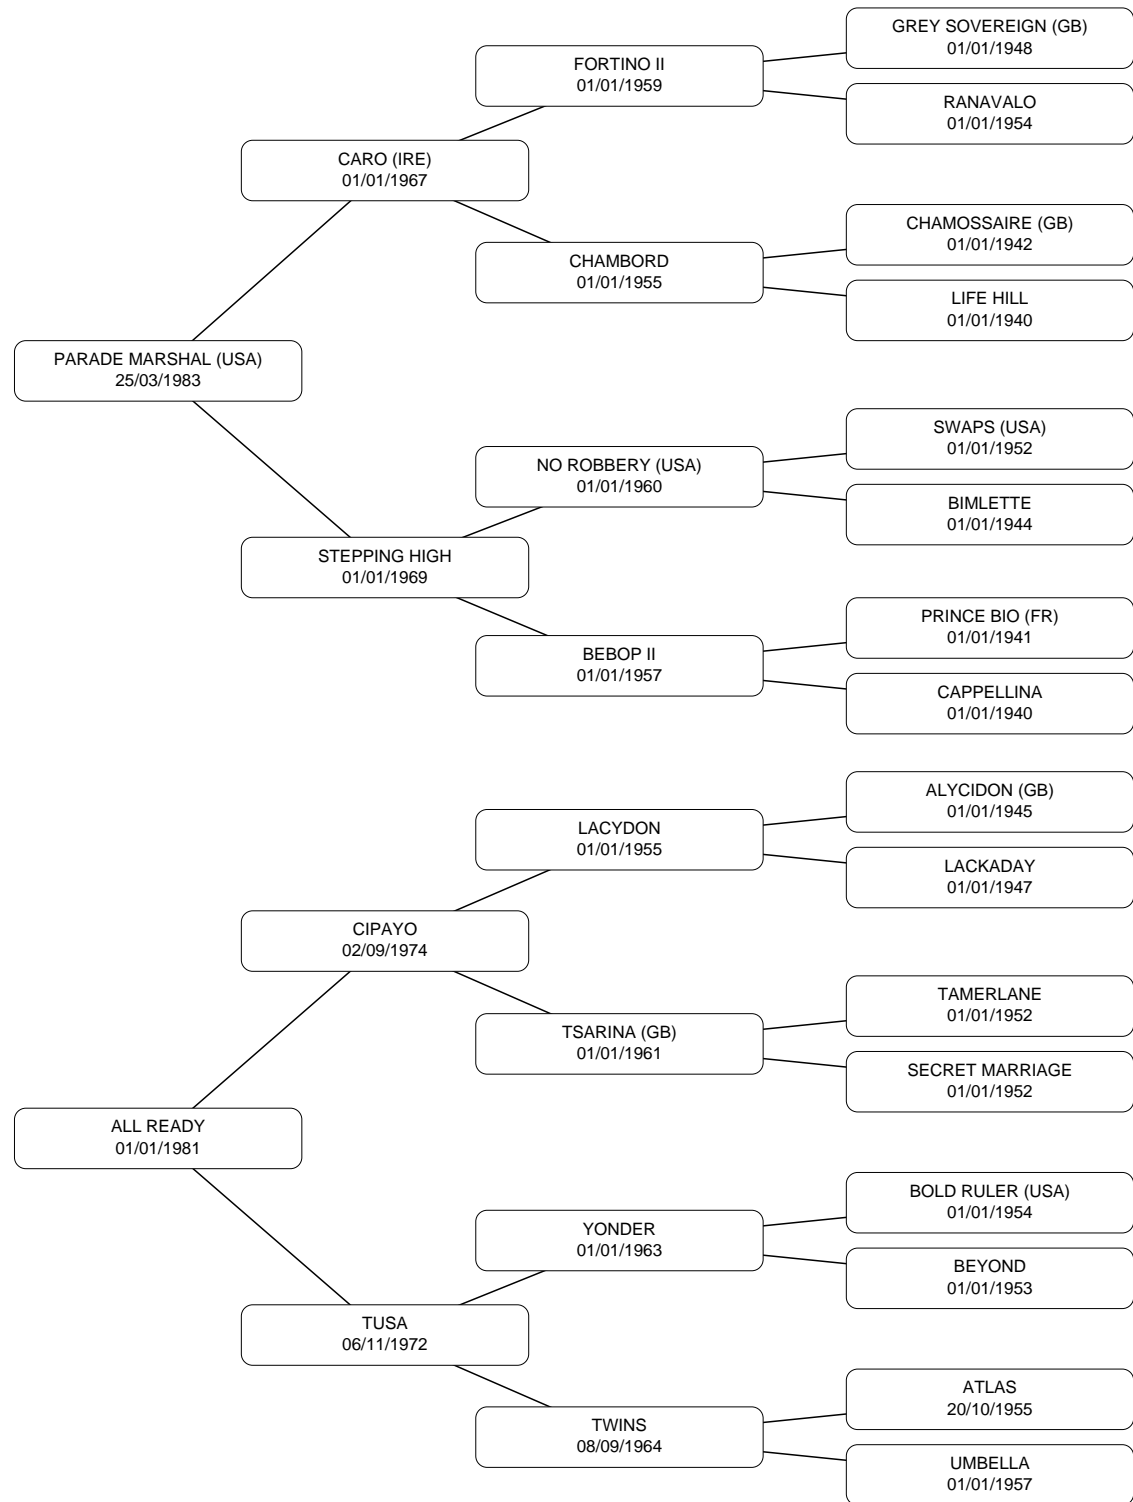 GREY SOVEREIGN (GB)
01/01/1948
FORTINO II
01/01/1959
RANAVALO
01/01/1954
CARO (IRE)
01/01/1967
CHAMOSSAIRE (GB)
01/01/1942
CHAMBORD
01/01/1955
LIFE HILL
01/01/1940
PARADE MARSHAL (USA)
25/03/1983
SWAPS (USA)
01/01/1952
NO ROBBERY (USA)
01/01/1960
BIMLETTE
01/01/1944
STEPPING HIGH
01/01/1969
PRINCE BIO (FR)
01/01/1941
BEBOP II
01/01/1957
CAPPELLINA
01/01/1940
ALYCIDON (GB)
01/01/1945
LACYDON
01/01/1955
LACKADAY
01/01/1947
CIPAYO
02/09/1974
TAMERLANE
01/01/1952
TSARINA (GB)
01/01/1961
SECRET MARRIAGE
01/01/1952
ALL READY
01/01/1981
BOLD RULER (USA)
01/01/1954
YONDER
01/01/1963
BEYOND
01/01/1953
TUSA
06/11/1972
ATLAS
20/10/1955
TWINS
08/09/1964
UMBELLA
01/01/1957